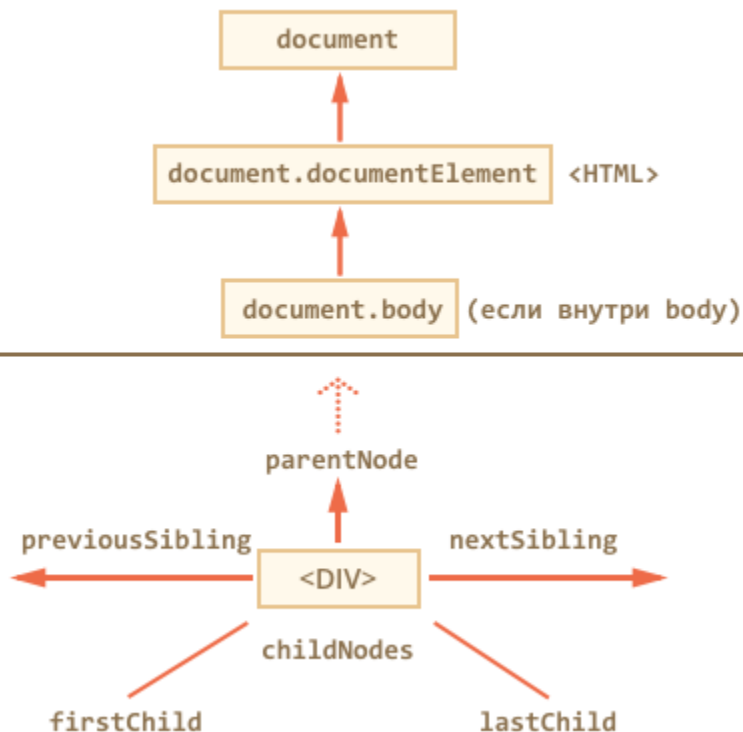 document
document.documentElement <HTML>
document.body (если внутри body)
parentNode
previousSibling nextSibling
<DIV>
childNodes
firstChild lastChild